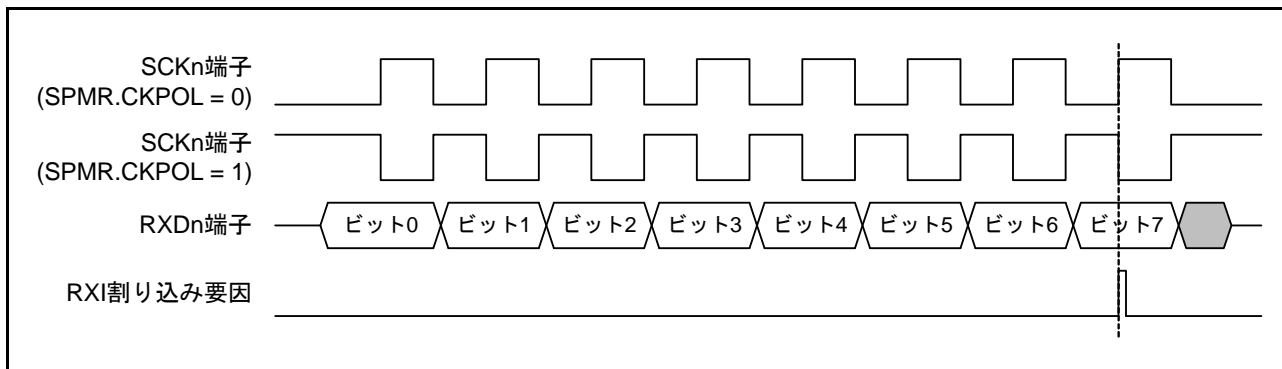 SCKn端子
(SPMR.CKPOL = 0)
SCKn端子
(SPMR.CKPOL = 1)
RXDn端子
ビット0 ビット1 ビット2 ビット3 ビット4 ビット5 ビット6 ビット7
RXI割り込み要因